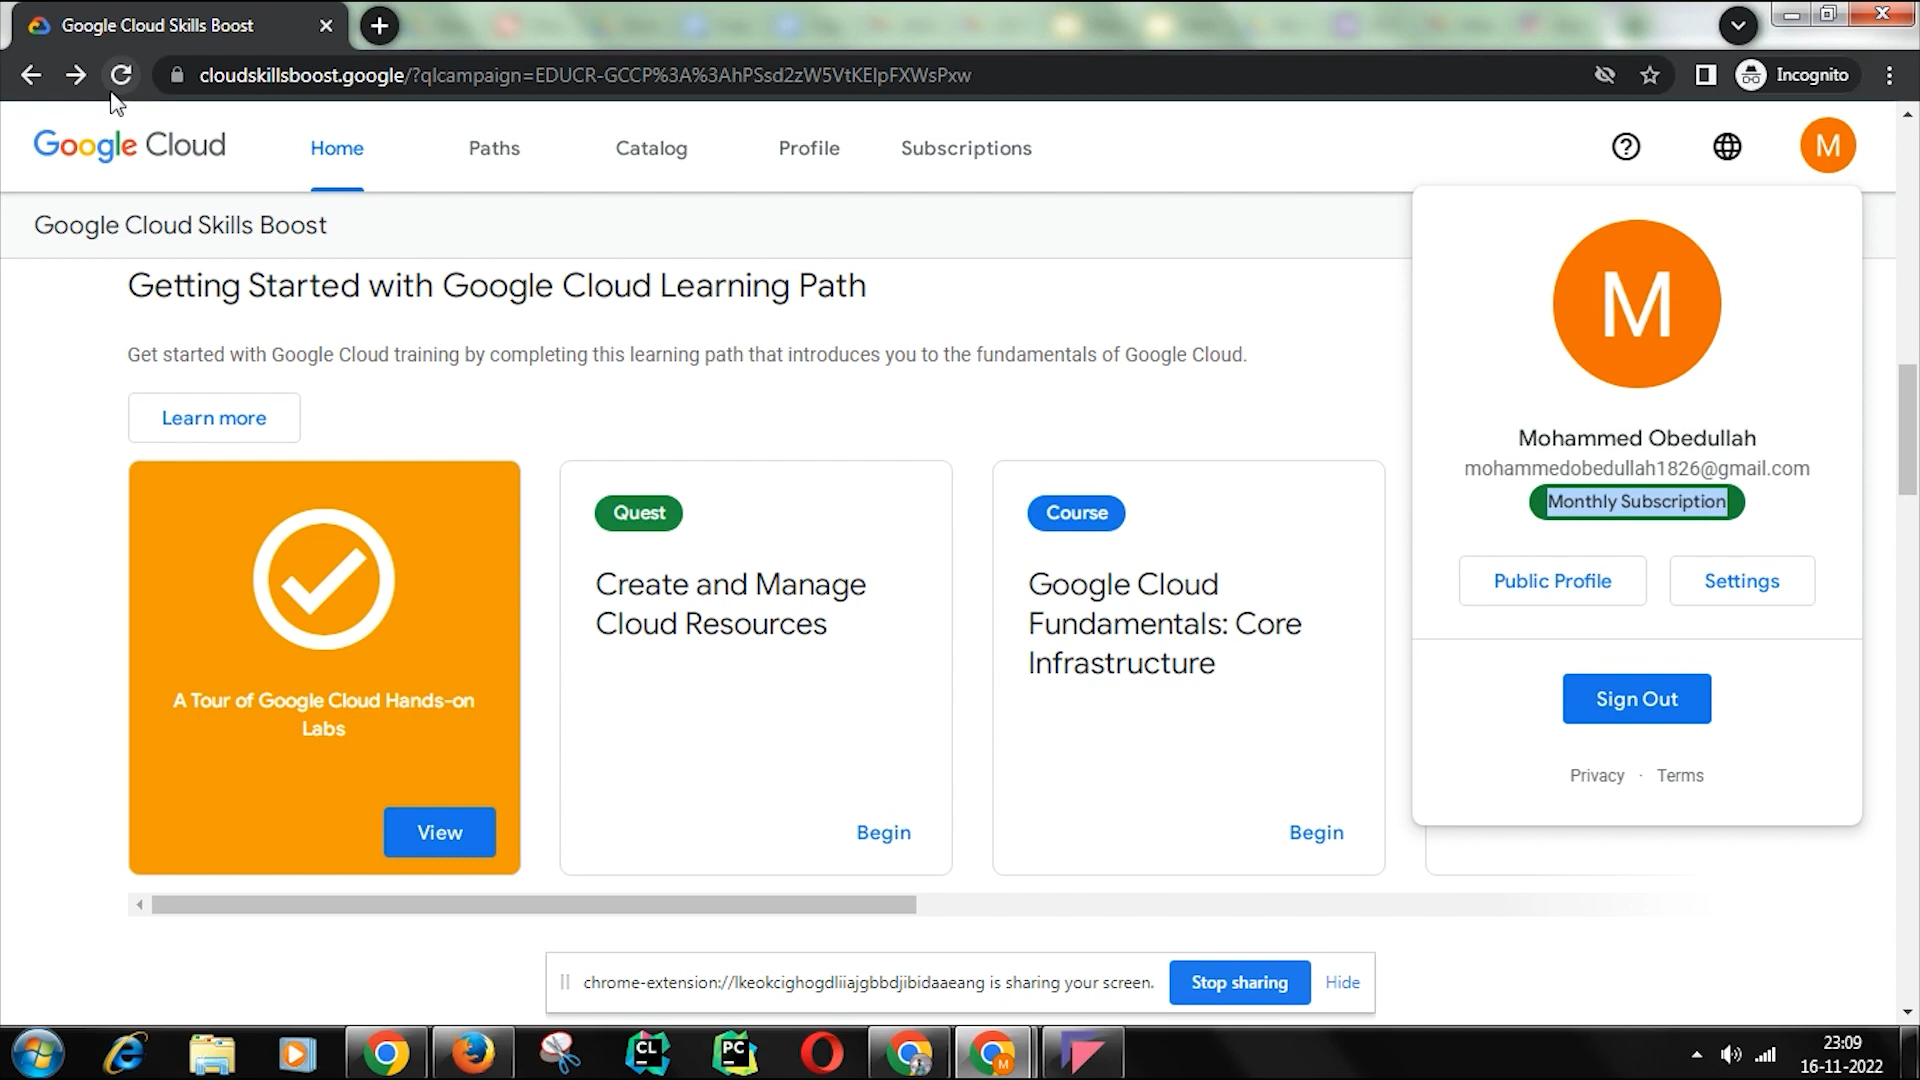 Google Cloud Skills Boost
cloudskillsboost.google/?qlcampaign=EDUCR-GCCP%3A%3AhPSsd2zW5VtKElpFXWsPxw
Incognito
Google Cloud
Home
Paths
Catalog
Profile
Subscriptions
M
Google Cloud Skills Boost
Getting Started with Google Cloud Learning Path
Get started with Google Cloud training by completing this learning path that introduces you to the fundamentals of Google Cloud.
Learn more
A Tour of Google Cloud Hands-on
Labs
View
Quest
Create and Manage
Cloud Resources
Begin
Course
Google Cloud
Fundamentals: Core
Infrastructure
Begin
M
Mohammed Obedullah
mohammedobedullah1826@gmail.com
Monthly Subscription
Public Profile
Settings
Sign Out
Privacy · Terms
chrome-extension://lkeokcighogdliiajgbbdjibidaaeang is sharing your screen.
Stop sharing
Hide
CL
PC
M
23:09
16-11-2022